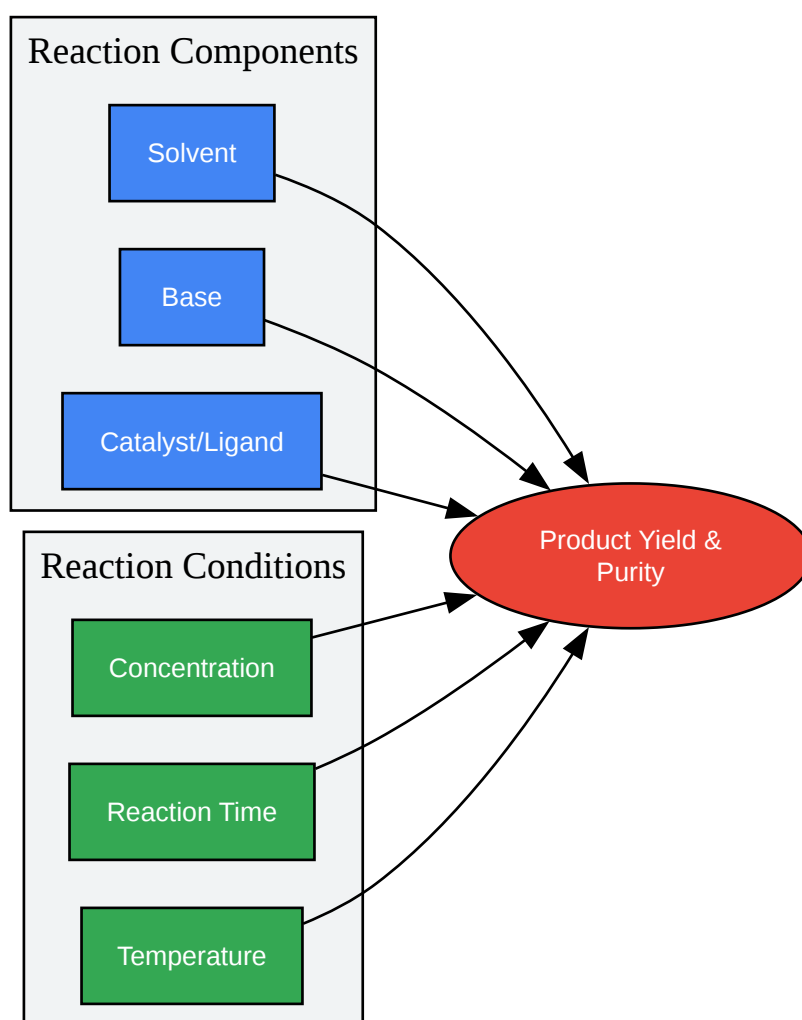 Reaction Components
Solvent
Base
Catalyst/Ligand
Product Yield &
Purity
Reaction Conditions
Concentration
Reaction Time
Temperature